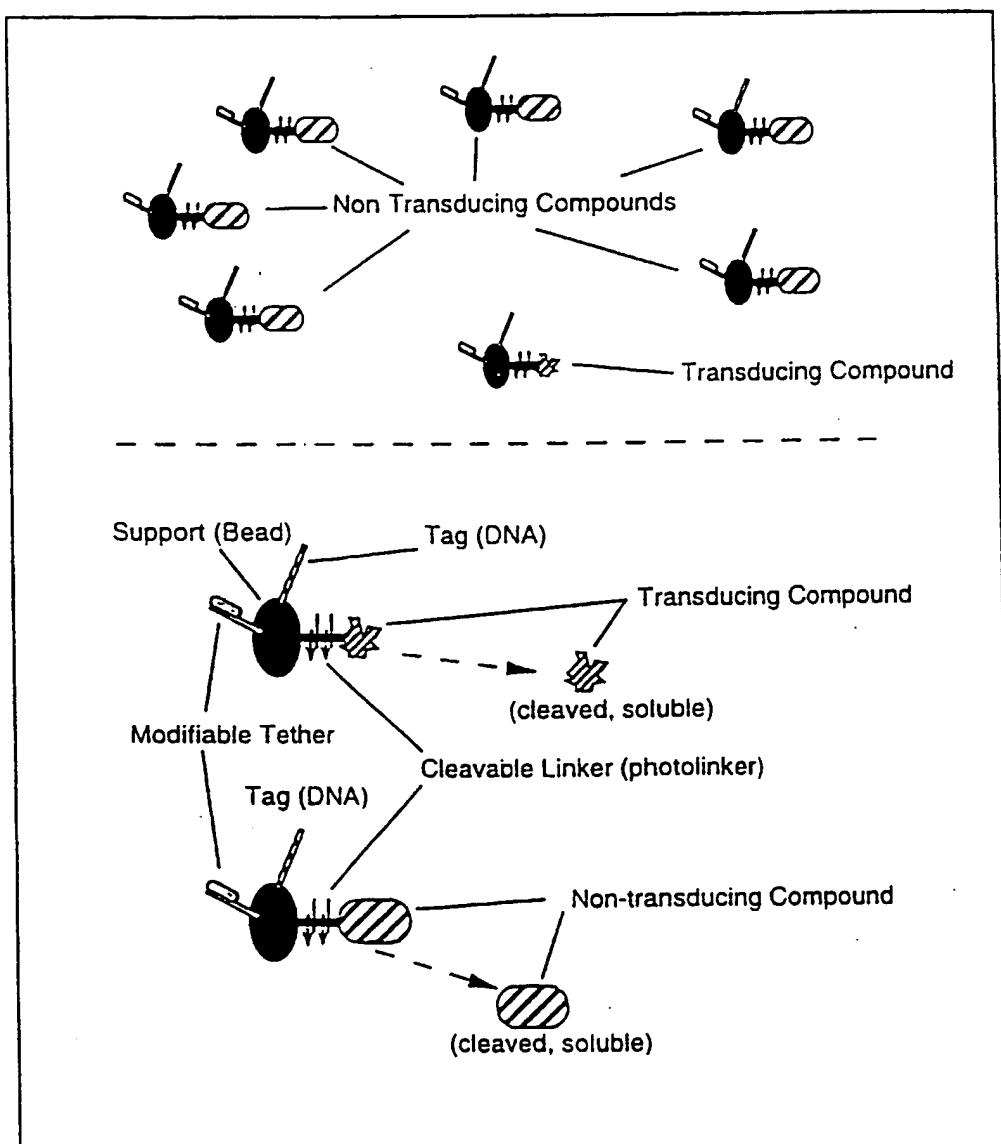 Non Transducing Compounds
Transducing Compound
Support (Bead)
Tag (DNA)
Transducing Compound
(cleaved, soluble)
Modifiable Tether
Cleavable Linker (photolinker)
Tag (DNA)
Non-transducing Compound
(cleaved, soluble)